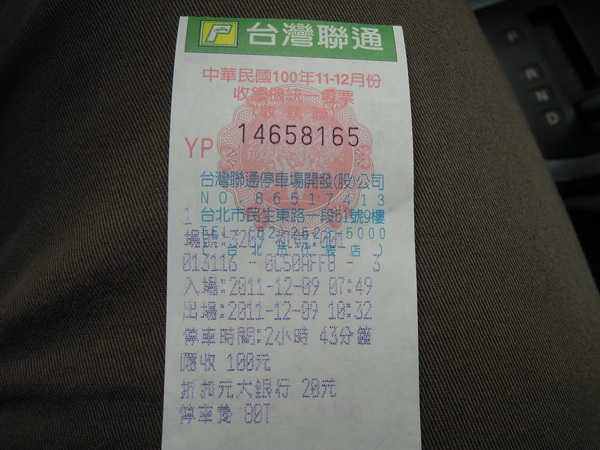 台灣聯通
中華民國100年11-12月份
收銀機統一發票
(收執聯)
YP 14658165
台灣聯通停車場開發(股)公司
NO 86517413
1 台北市民生東路一段51號9樓
入場:2011-12-09 07:49
出場:2011-12-09 10:32
停車時間:2小時 43分鐘
應收 100元
折扣元大銀行 20元
停車費 80T
P
R
N
D